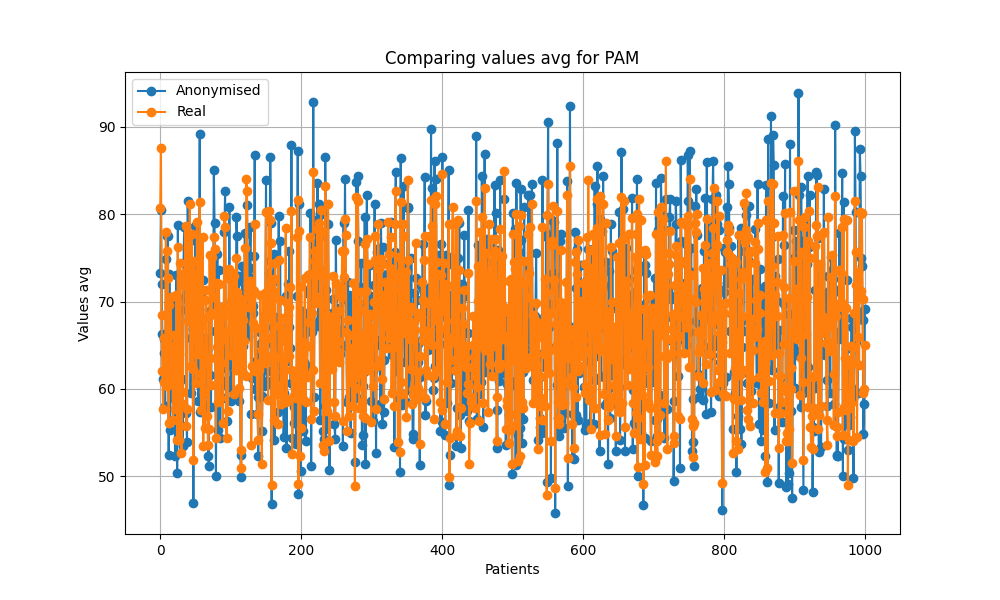 Comparing values avg for PAM
Anonymised
Real
Values avg
90
80
70
60
50
0 200 400 600 800 1000
Patients